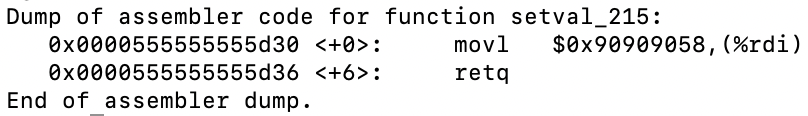 Dump of assembler code for function setval_215:
   0x0000555555555d30 <+0>:     movl   $0x90909058,(%rdi)
   0x0000555555555d36 <+6>:     retq
End of assembler dump.